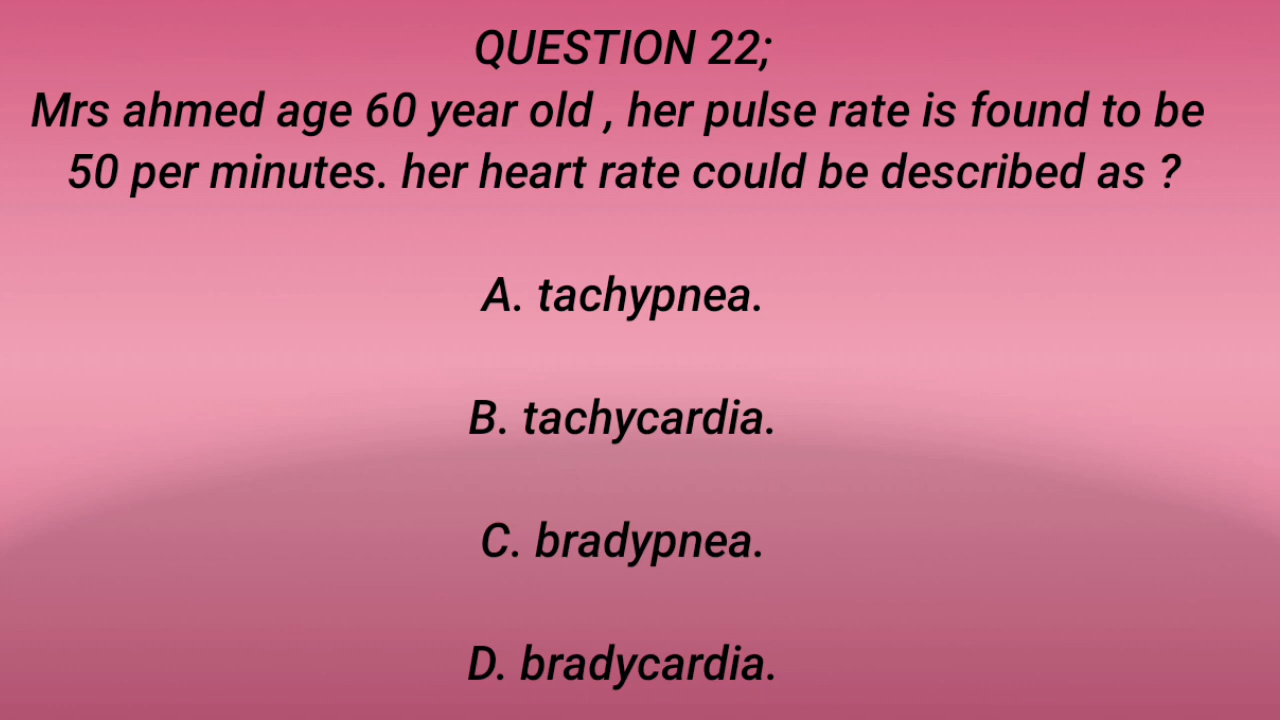 QUESTION 22;
Mrs ahmed age 60 year old , her pulse rate is found to be
50 per minutes. her heart rate could be described as ?
A. tachypnea.
B. tachycardia.
C. bradypnea.
D. bradycardia.